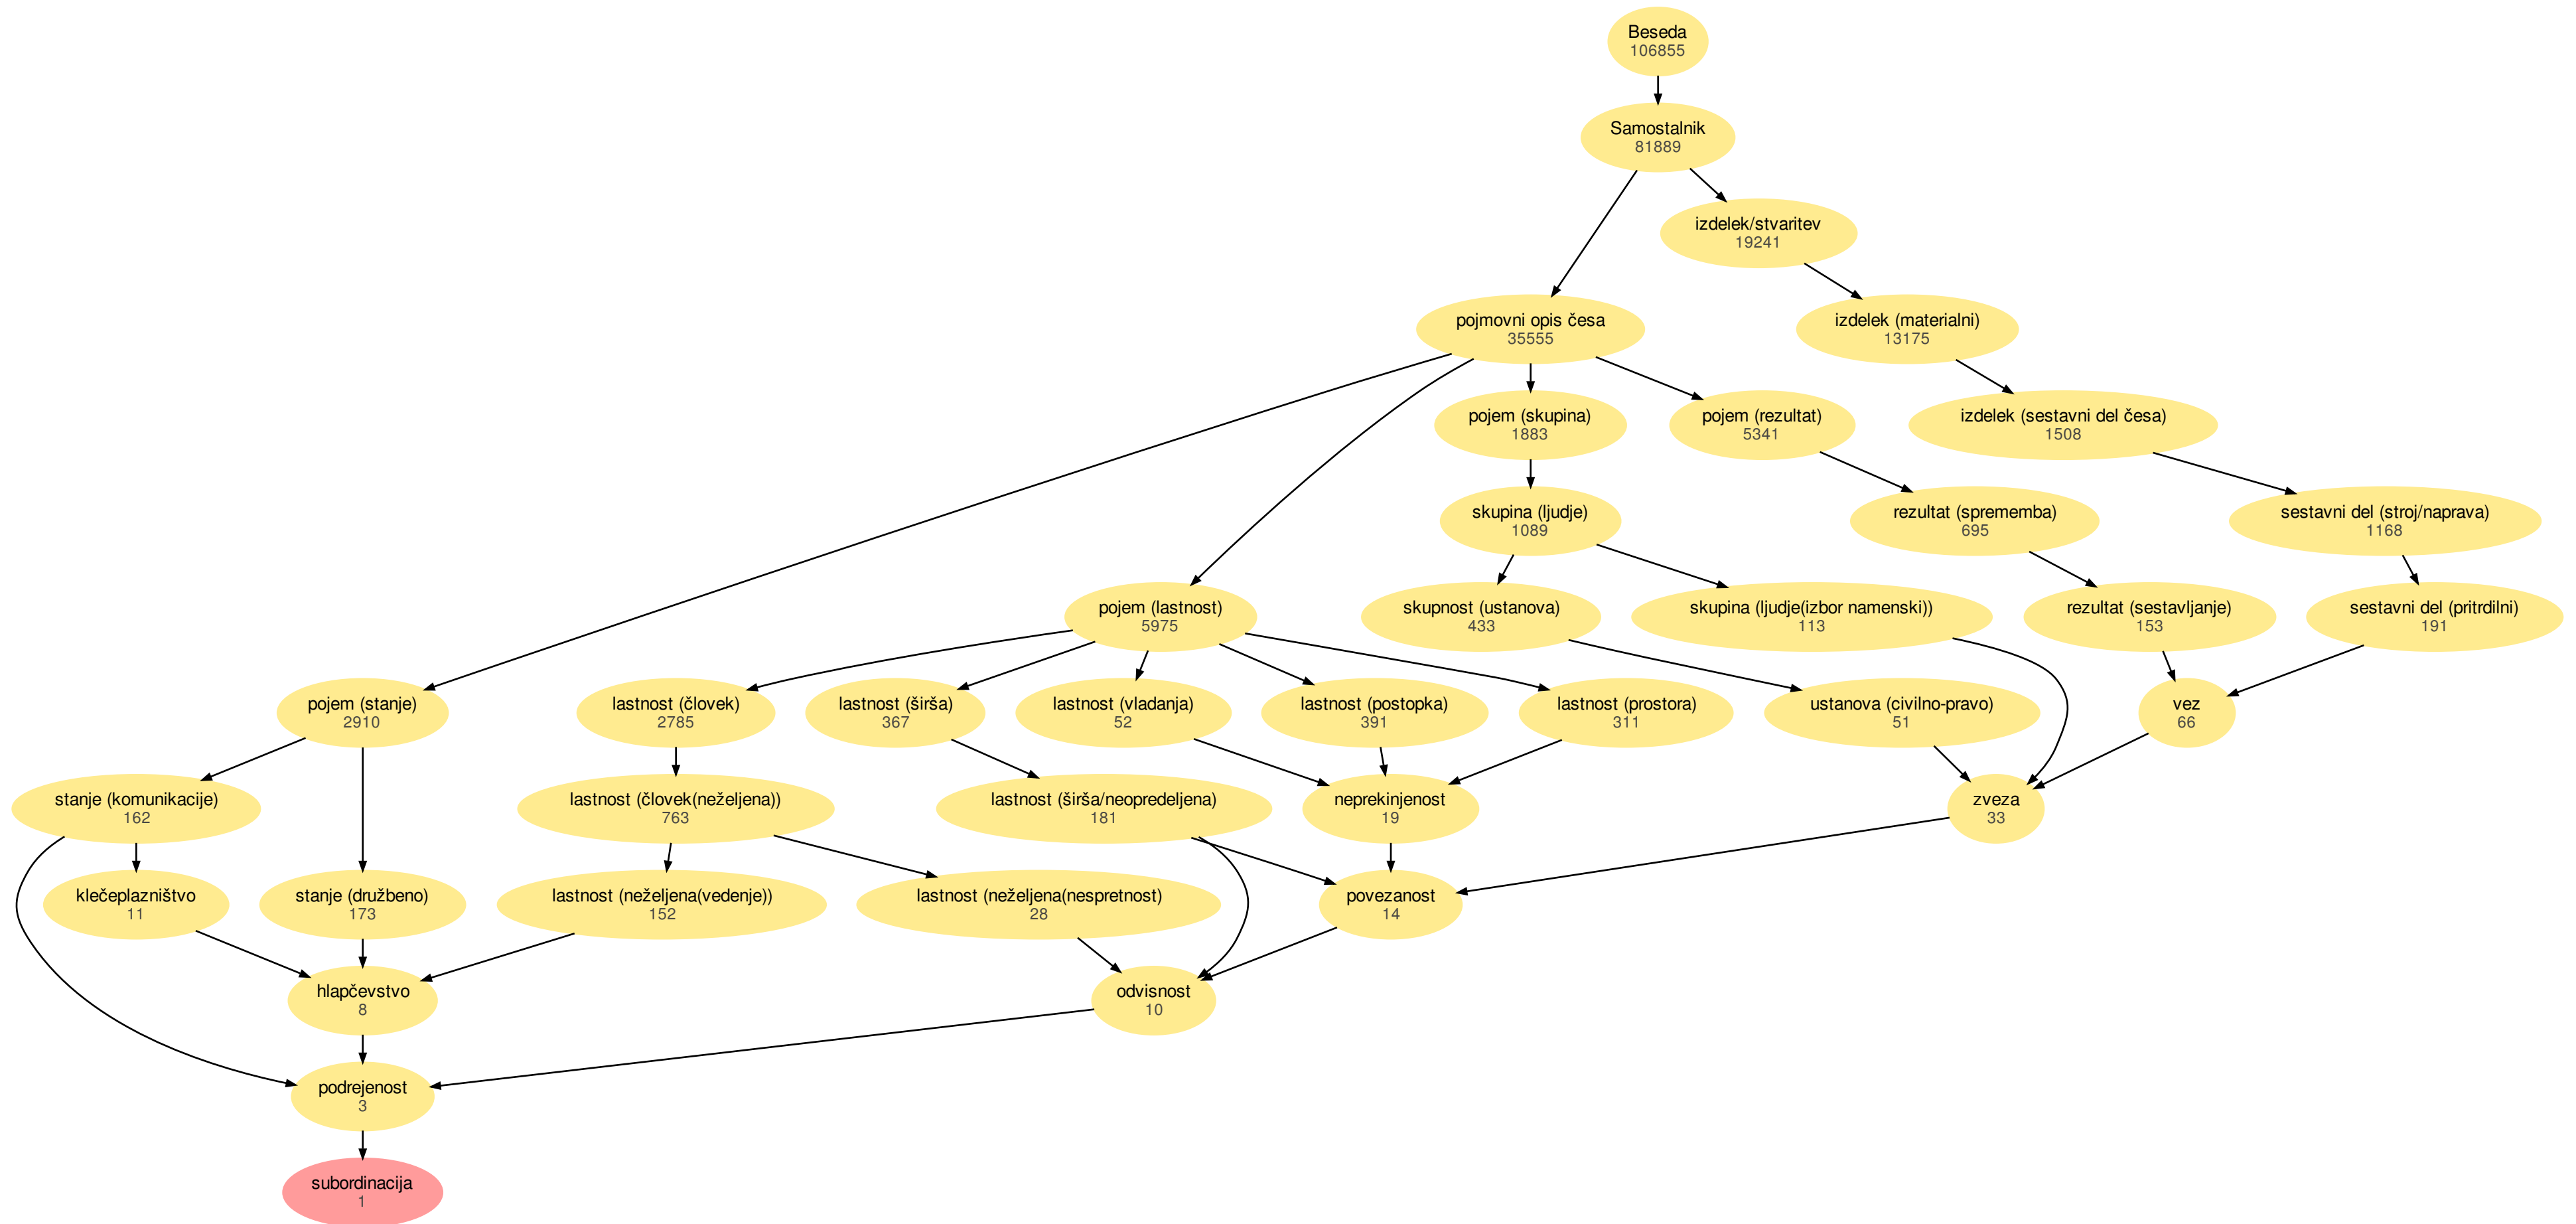 Beseda
106855
Samostalnik
81889
izdelek/stvaritev
19241
pojmovni opis česa
35555
izdelek (materialni)
13175
pojem (skupina)
1883
pojem (rezultat)
5341
izdelek (sestavni del česa)
1508
skupina (ljudje)
1089
rezultat (sprememba)
695
sestavni del (stroj/naprava)
1168
pojem (lastnost)
5975
skupnost (ustanova)
433
skupina (ljudje(izbor namenski))
113
rezultat (sestavljanje)
153
sestavni del (pritrdilni)
191
pojem (stanje)
2910
lastnost (človek)
2785
lastnost (širša)
367
lastnost (vladanja)
52
lastnost (postopka)
391
lastnost (prostora)
311
ustanova (civilno-pravo)
51
vez
66
stanje (komunikacije)
162
lastnost (človek(neželjena))
763
lastnost (širša/neopredeljena)
181
neprekinjenost
19
zveza
33
klečeplazništvo
11
stanje (družbeno)
173
lastnost (neželjena(vedenje))
152
lastnost (neželjena(nespretnost)
28
povezanost
14
hlapčevstvo
8
odvisnost
10
podrejenost
3
subordinacija
1